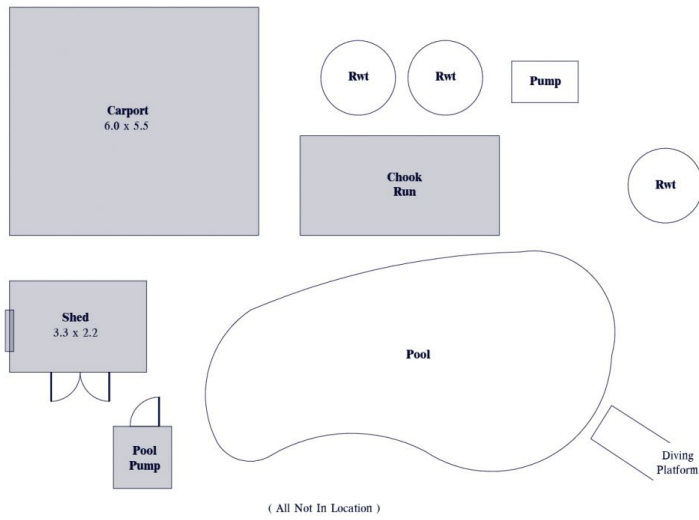 Carport
6.0 x 5.5
Rwt
Rwt
Pump
Chook
Run
Rwt
Shed
3.3 x 2.2
Pool
Pool
Pump
Diving
Platform
( All Not In Location )